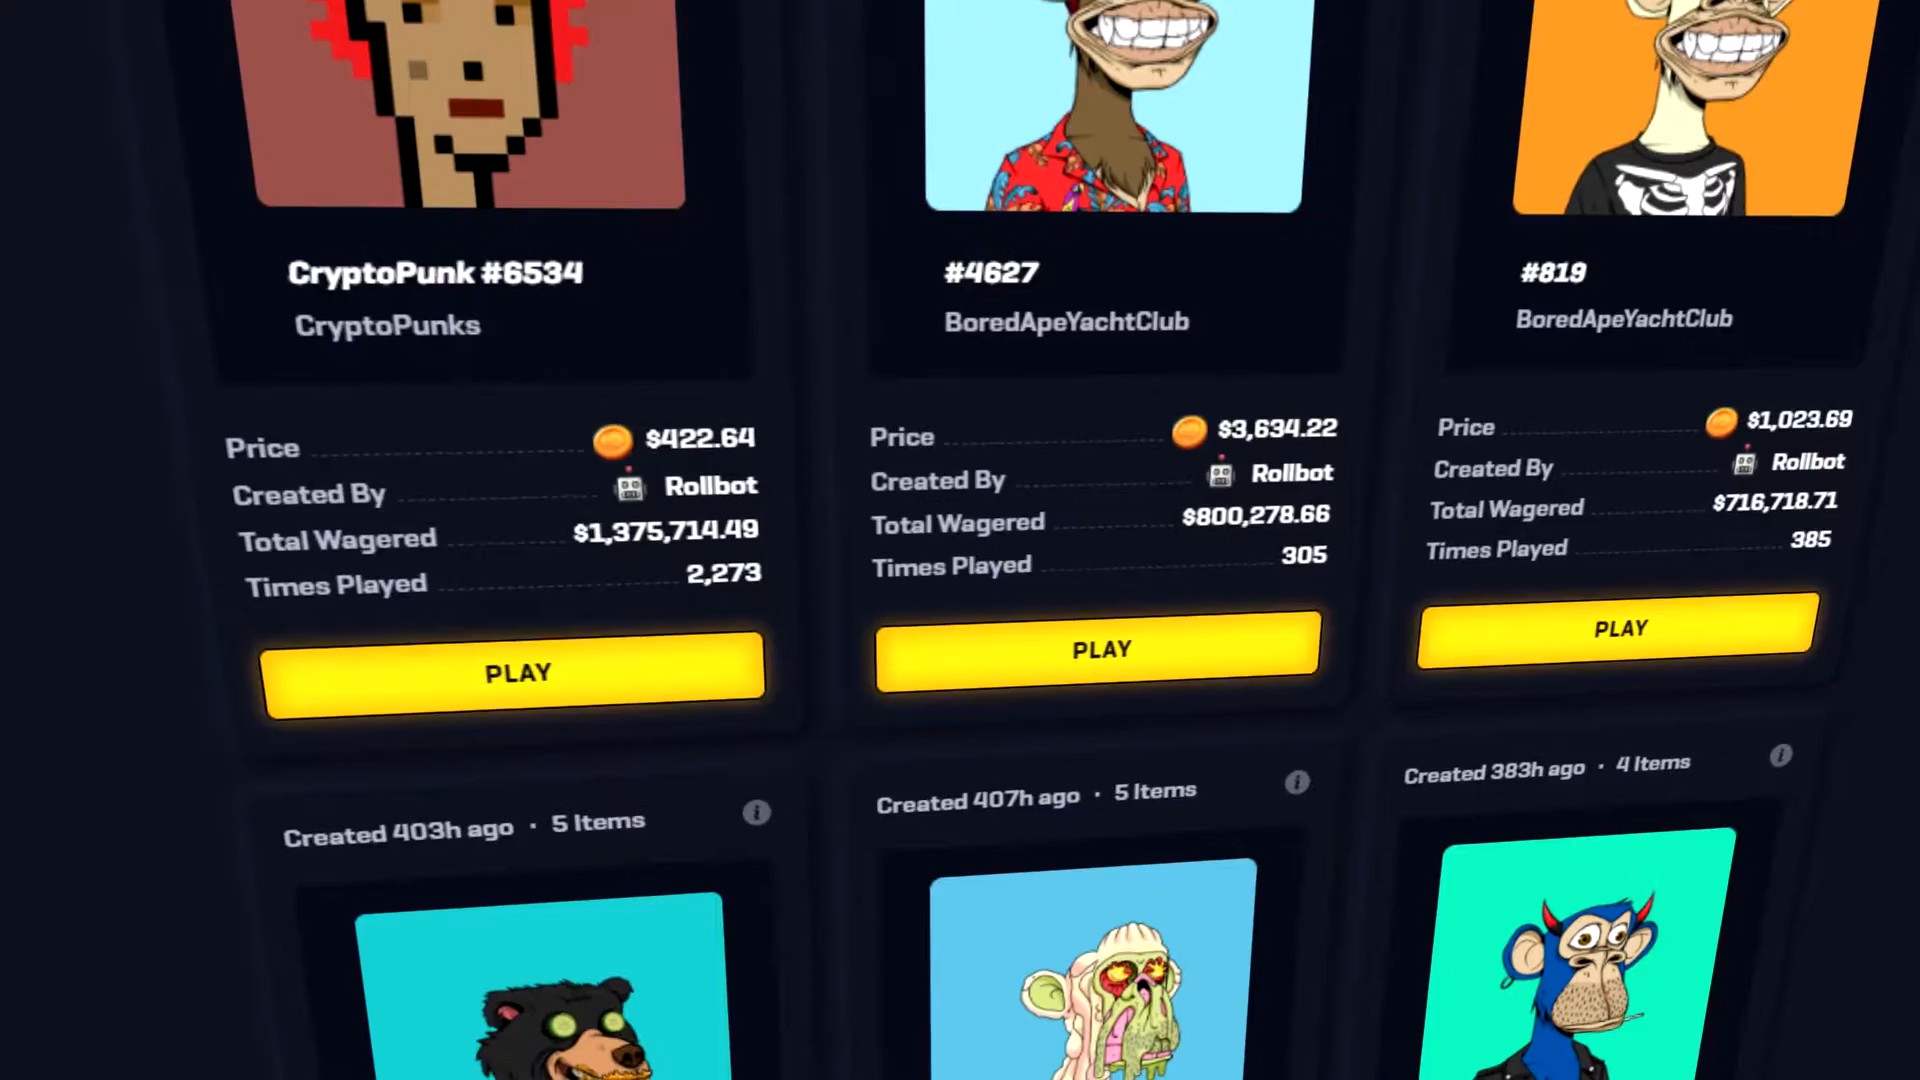 CryptoPunk #6534
CryptoPunks
Price $422.64
Created By Rollbot
Total Wagered $1,375,714.49
Times Played 2,273
PLAY
#4627
BoredApeYachtClub
Price $3,634.22
Created By Rollbot
Total Wagered $800,278.66
Times Played 305
PLAY
#819
BoredApeYachtClub
Price $1,023.69
Created By Rollbot
Total Wagered $716,718.71
Times Played 385
PLAY
Created 403h ago · 5 Items
Created 407h ago · 5 Items
Created 383h ago · 4 Items